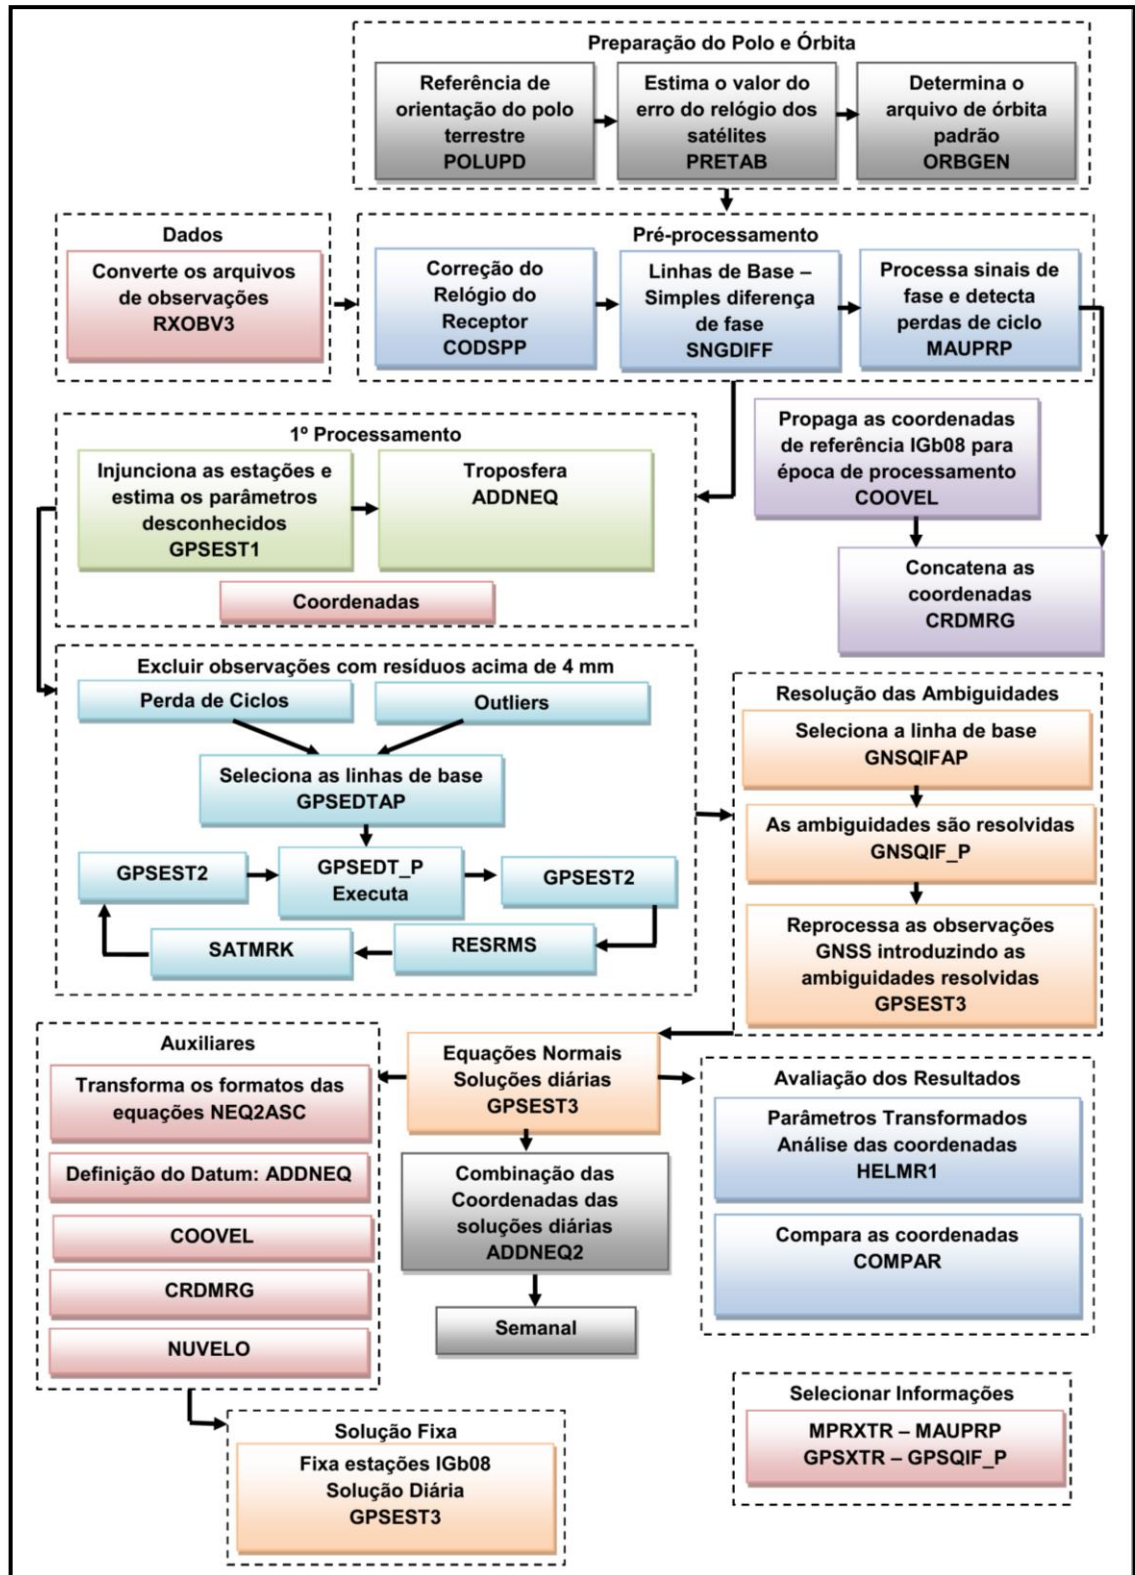 Preparação do Polo e Órbita
Referência de
orientação do polo
terrestre
POLUPD
Estima o valor do
erro do relógio dos
satélites
PRETAB
Determina o
arquivo de órbita
padrão
ORBGEN
Dados
Converte os arquivos
de observações
RXOBV3
Pré-processamento
Correção do
Relógio do
Receptor
CODSPP
Linhas de Base –
Simples diferença
de fase
SNGDIFF
Processa sinais de
fase e detecta
perdas de ciclo
MAUPRP
1º Processamento
Injunciona as estações e
estima os parâmetros
desconhecidos
GPSEST1
Troposfera
ADDNEQ
Coordenadas
Propaga as coordenadas
de referência IGb08 para
época de processamento
COOVEL
Concatena as
coordenadas
CRDMRG
Excluir observações com resíduos acima de 4 mm
Perda de Ciclos
Outliers
Seleciona as linhas de base
GPSEDTAP
GPSEST2
GPSEDT_P
Executa
GPSEST2
SATMRK
RESRMS
Resolução das Ambiguidades
Seleciona a linha de base
GNSQIFAP
As ambiguidades são resolvidas
GNSQIF_P
Reprocessa as observações
GNSS introduzindo as
ambiguidades resolvidas
GPSEST3
Auxiliares
Transforma os formatos das
equações NEQ2ASC
Definição do Datum: ADDNEQ
COOVEL
CRDMRG
NUVELO
Equações Normais
Soluções diárias
GPSEST3
Combinação das
Coordenadas das
soluções diárias
ADDNEQ2
Semanal
Avaliação dos Resultados
Parâmetros Transformados
Análise das coordenadas
HELMR1
Compara as coordenadas
COMPAR
Selecionar Informações
MPRXTR – MAUPRP
GPSXTR – GPSQIF_P
Solução Fixa
Fixa estações IGb08
Solução Diária
GPSEST3